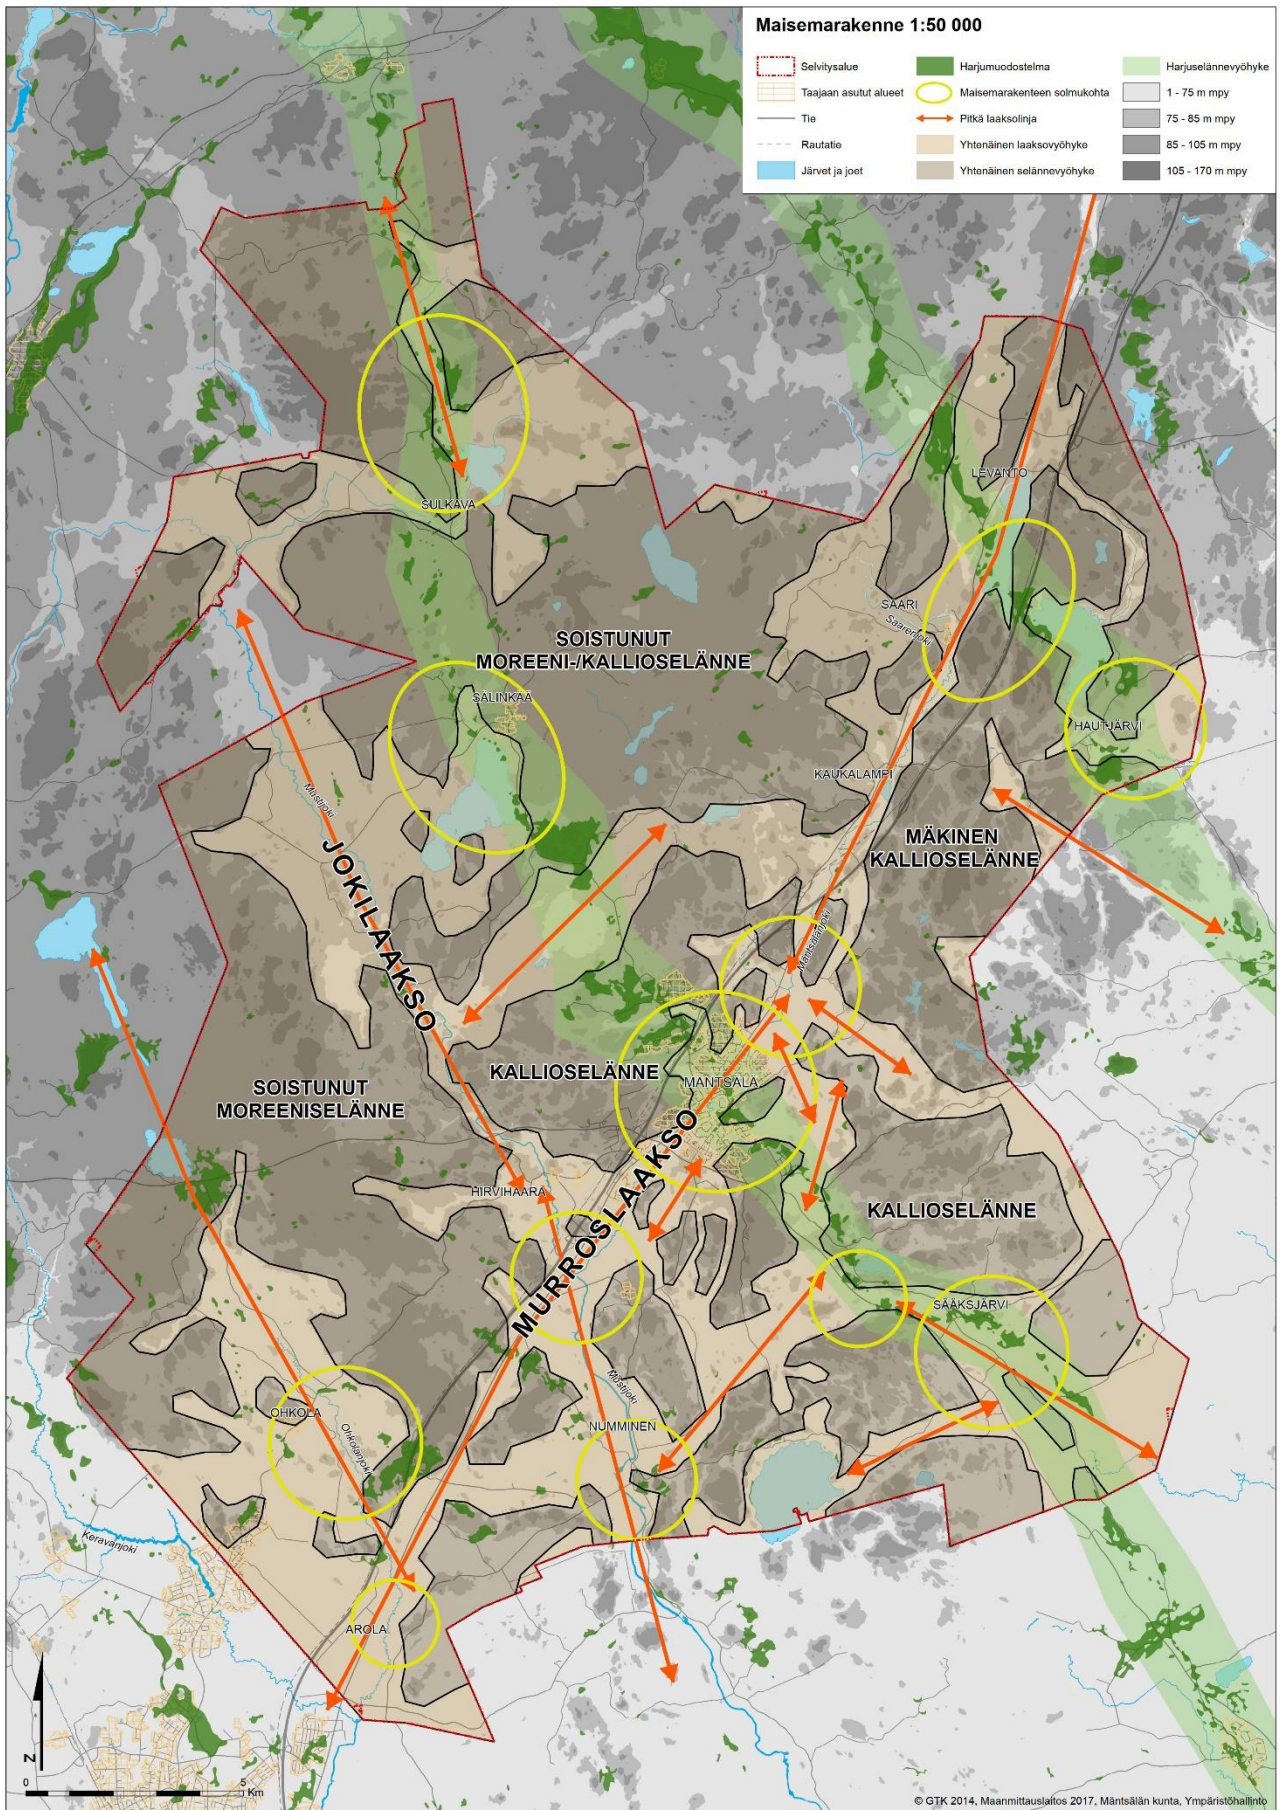 Maisemarakenne 1:50 000
Selvitysalue
Taajaan asutut alueet
Tie
Rautatie
Järvet ja joet
Harjumuodostelma
Maisemarakenteen solmukohta
Pitkä laaksolinja
Yhtenäinen laaksovyöhyke
Yhtenäinen selännevyöhyke
Harjuselännevyöhyke
1 - 75 m mpy
75 - 85 m mpy
85 - 105 m mpy
105 - 170 m mpy
LEVANTO
SULKAVA
SAARI
Saarenjoki
SOISTUNUT
MOREENI-/KALLIOSELÄNNE
SÄLINKÄÄ
HAUTJÄRVI
KAUKALAMPI
Mustijoki
JOKILAAKSO
MÄKINEN
KALLIOSELÄNNE
Mäntsälänjoki
KALLIOSELÄNNE
MÄNTSÄLÄ
SOISTUNUT
MOREENISELÄNNE
MURROSLAAKSO
HIRVIHAARA
KALLIOSELÄNNE
SÄÄKSJÄRVI
Mustijoki
OHKOLA
Ohkolanjoki
NUMMINEN
Keravanjoki
AROLA
N
0 5
Km
© GTK 2014, Maanmittauslaitos 2017, Mäntsälän kunta, Ympäristöhallinto